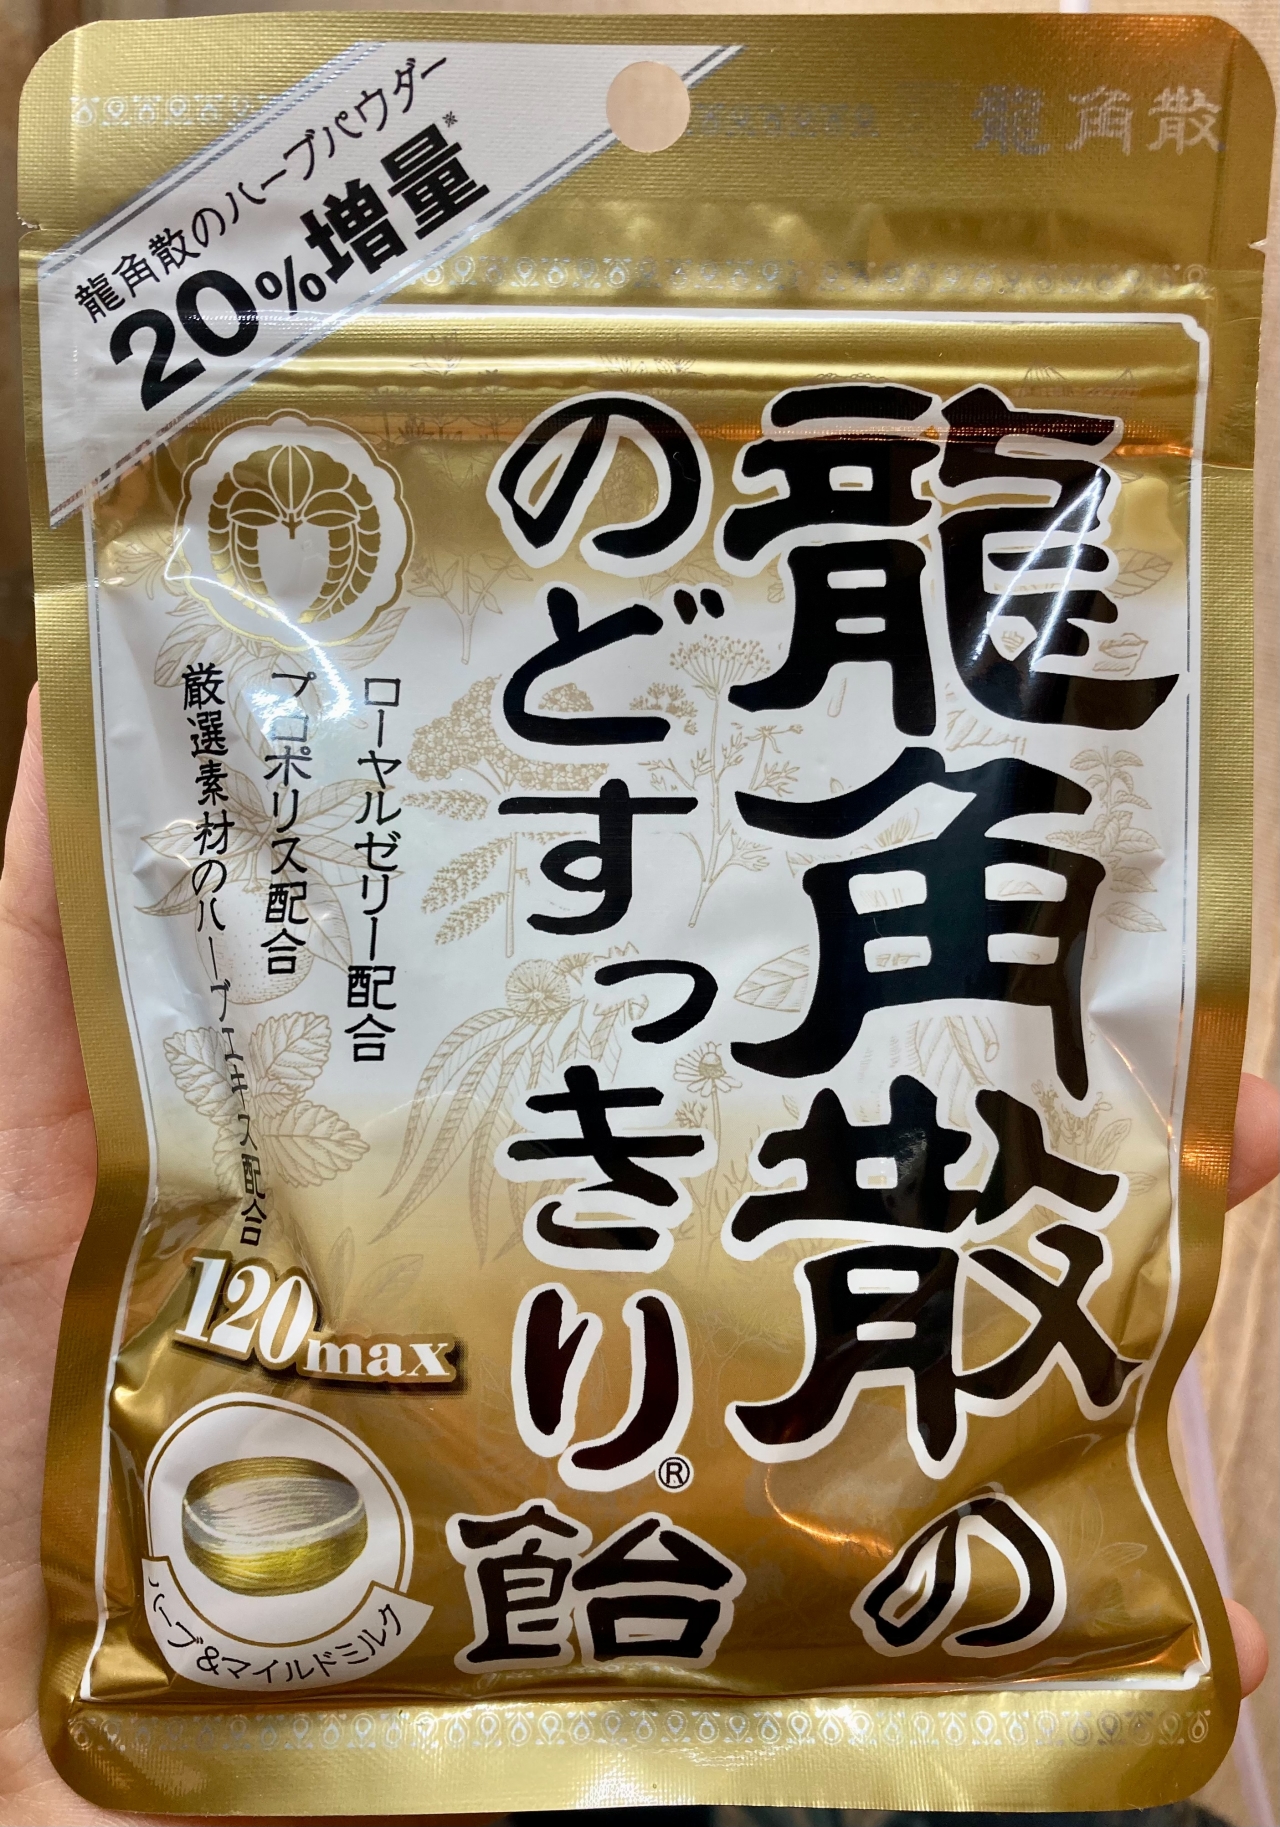 龍角散
龍角散のハーブパウダー
20%増量※
龍角散の
のどすっきり®飴
ローヤルゼリー配合
プロポリス配合
厳選素材のハーブエキス配合
120max
ハーブ&マイルドミルク